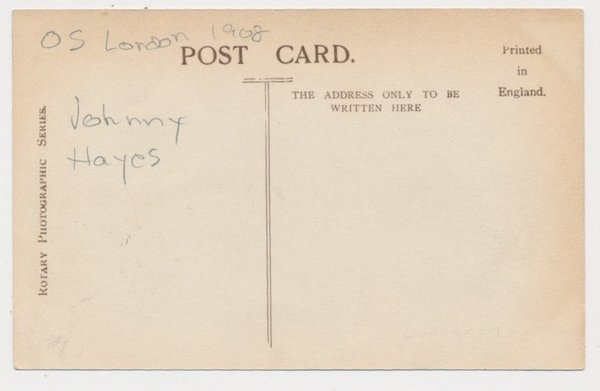 OS London 1908
POST CARD.
Printed
in
England.
THE ADDRESS ONLY TO BE
WRITTEN HERE
Johnny
Hayes
ROTARY PHOTOGRAPHIC SERIES.